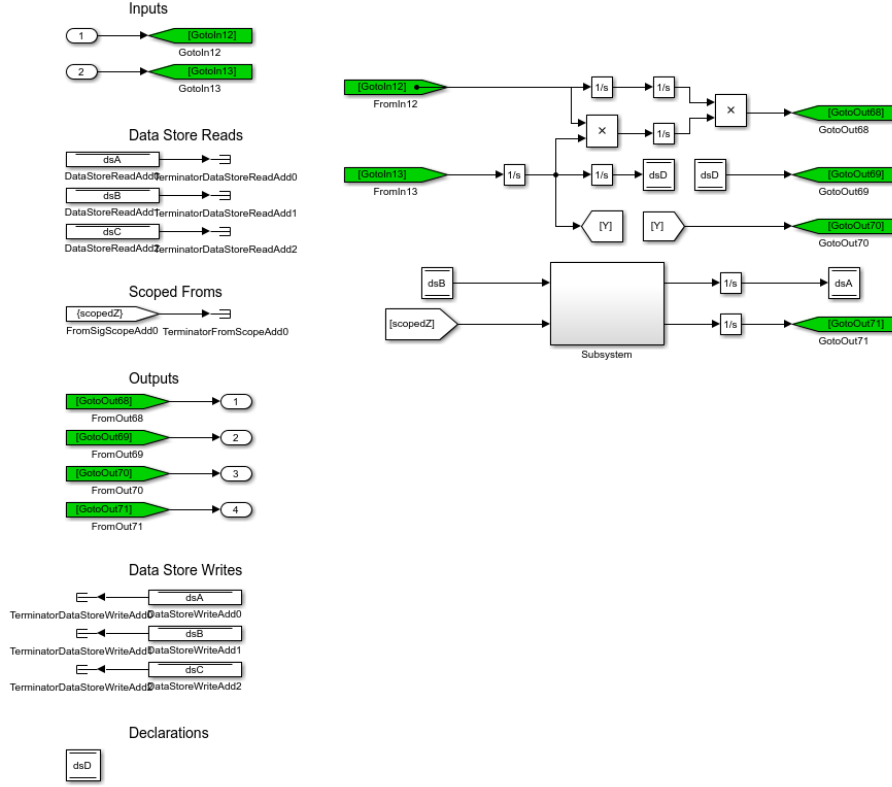 Inputs
1
[GotoIn12]
GotoIn12
2
[GotoIn13]
GotoIn13
Data Store Reads
dsA
DataStoreReadAdd0
TerminatorDataStoreReadAdd0
dsB
DataStoreReadAdd1
TerminatorDataStoreReadAdd1
dsC
DataStoreReadAdd2
TerminatorDataStoreReadAdd2
Scoped Froms
{scopedZ}
FromSigScopeAdd0
TerminatorFromScopeAdd0
Outputs
[GotoOut68]
1
FromOut68
[GotoOut69]
2
FromOut69
[GotoOut70]
3
FromOut70
[GotoOut71]
4
FromOut71
Data Store Writes
dsA
TerminatorDataStoreWriteAdd0
DataStoreWriteAdd0
dsB
TerminatorDataStoreWriteAdd1
DataStoreWriteAdd1
dsC
TerminatorDataStoreWriteAdd2
DataStoreWriteAdd2
Declarations
dsD
[GotoIn12]
FromIn12
1/s
1/s
×
1/s
×
[GotoOut68]
GotoOut68
[GotoIn13]
FromIn13
1/s
1/s
dsD
dsD
[GotoOut69]
GotoOut69
[Y]
[Y]
[GotoOut70]
GotoOut70
dsB
1/s
dsA
[scopedZ]
1/s
[GotoOut71]
GotoOut71
Subsystem